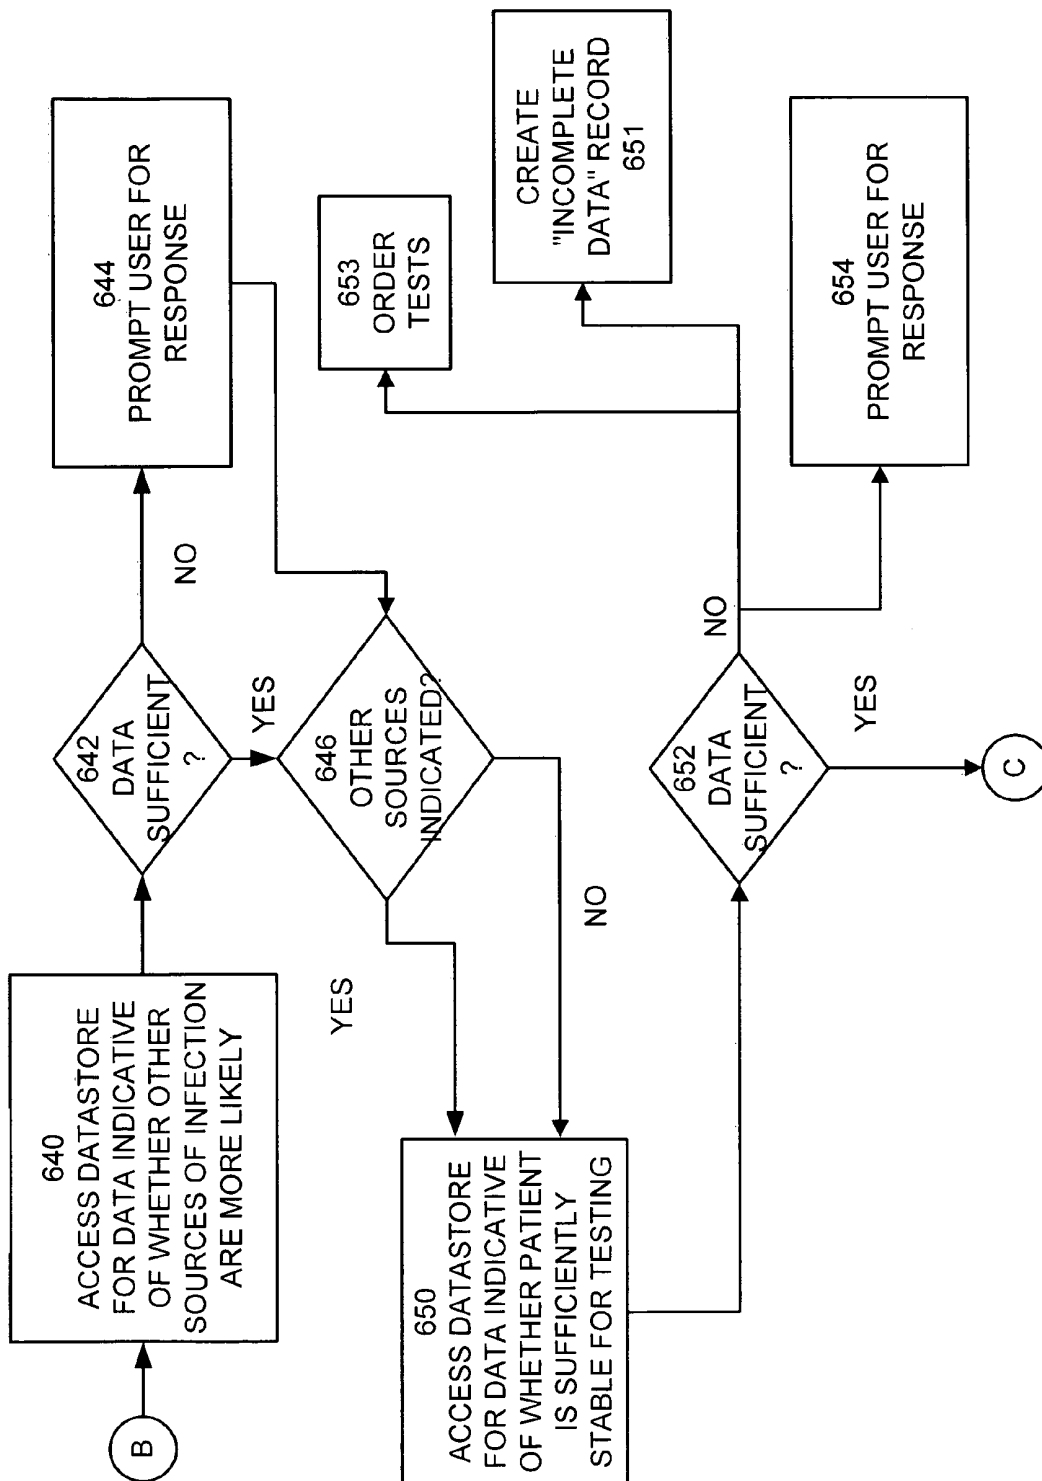 B
640
ACCESS DATASTORE
FOR DATA INDICATIVE
OF WHETHER OTHER
SOURCES OF INFECTION
ARE MORE LIKELY
642
DATA
SUFFICIENT
?
NO
644
PROMPT USER FOR
RESPONSE
YES
646
OTHER
SOURCES
INDICATED?
YES
NO
650
ACCESS DATASTORE
FOR DATA INDICATIVE
OF WHETHER PATIENT
IS SUFFICIENTLY
STABLE FOR TESTING
652
DATA
SUFFICIENT
?
NO
653
ORDER
TESTS
CREATE
"INCOMPLETE
DATA" RECORD
651
654
PROMPT USER FOR
RESPONSE
YES
C